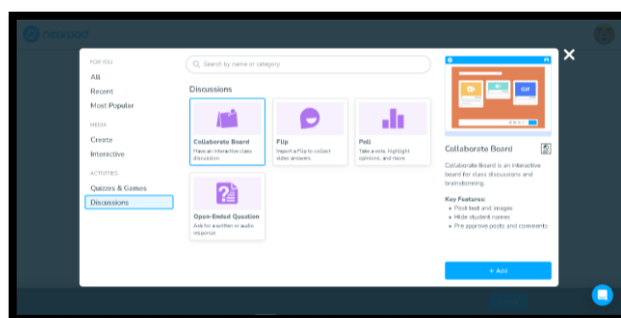 nearpod
FOR YOU
All
Recent
Most Popular
MEDIA
Create
Interactive
ACTIVITIES
Quizzes & Games
Discussions
Search by name or category
Discussions
Collaborate Board
Have an interactive class
discussion
Flip
Import a Flip to collect
video answers.
Poll
Take a vote, highlight
opinions, and more
Open-Ended Question
Ask for a written or audio
response
GIF
Collaborate Board
Collaborate Board is an interactive
board for class discussions and
brainstorming.
Key Features:
• Post text and images
• Hide student names
• Pre approve posts and comments
+ Add